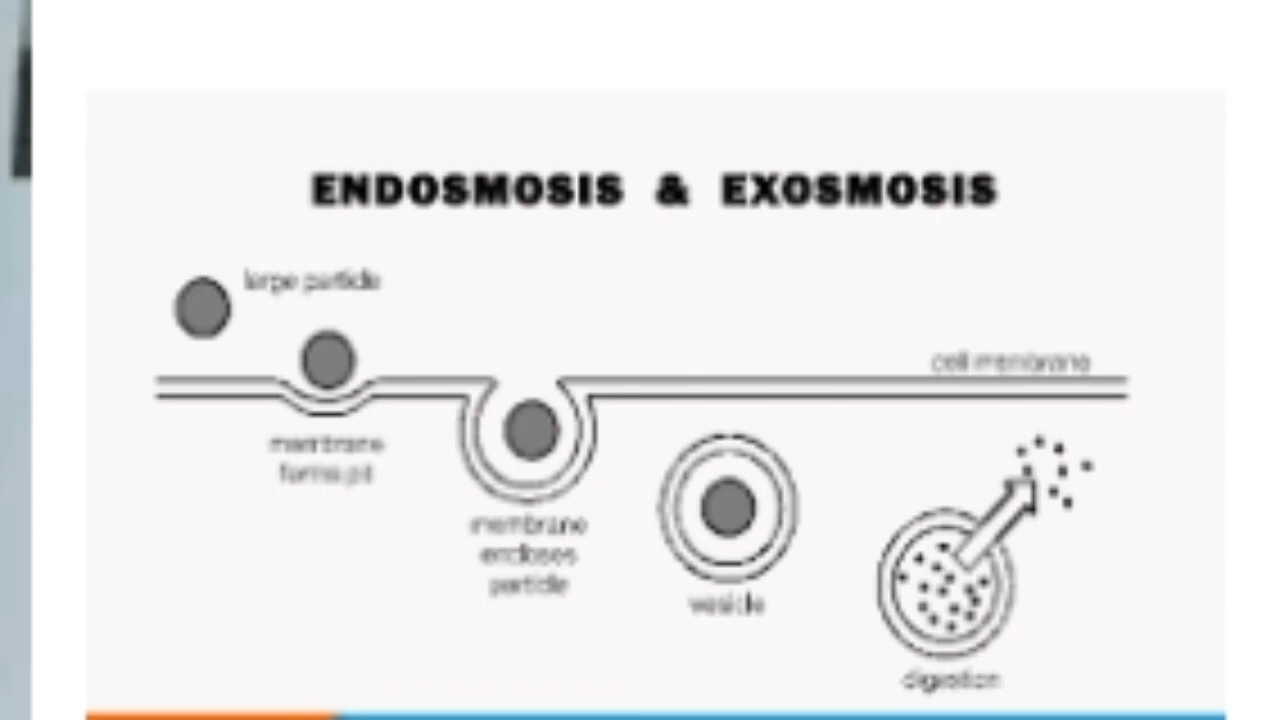 ENDOSMOSIS & EXOSMOSIS
large particle
cell membrane
membrane
forms pit
membrane
encloses
particle
vesicle
digestion